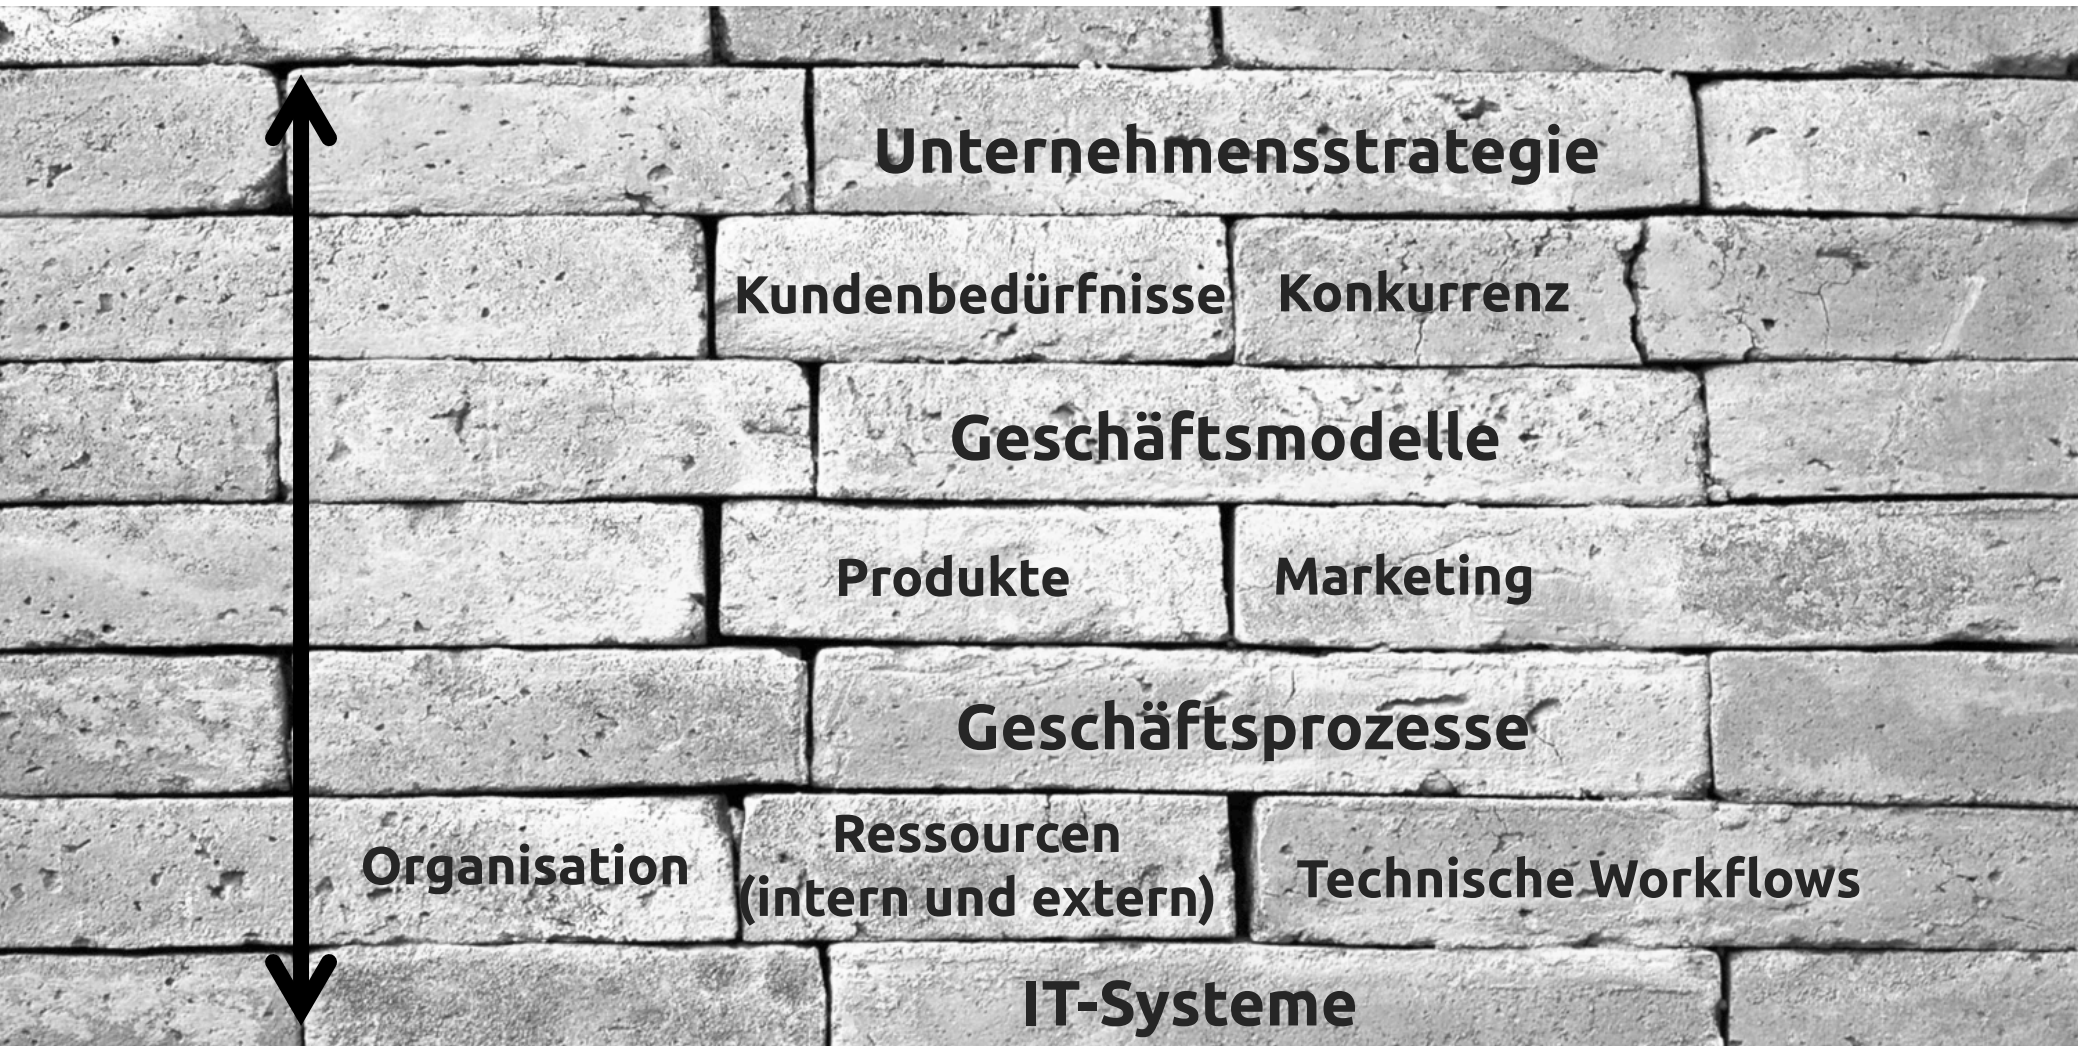 Unternehmensstrategie
Kundenbedürfnisse
Konkurrenz
Geschäftsmodelle
Produkte
Marketing
Geschäftsprozesse
Organisation
Ressourcen
(intern und extern)
Technische Workflows
IT-Systeme